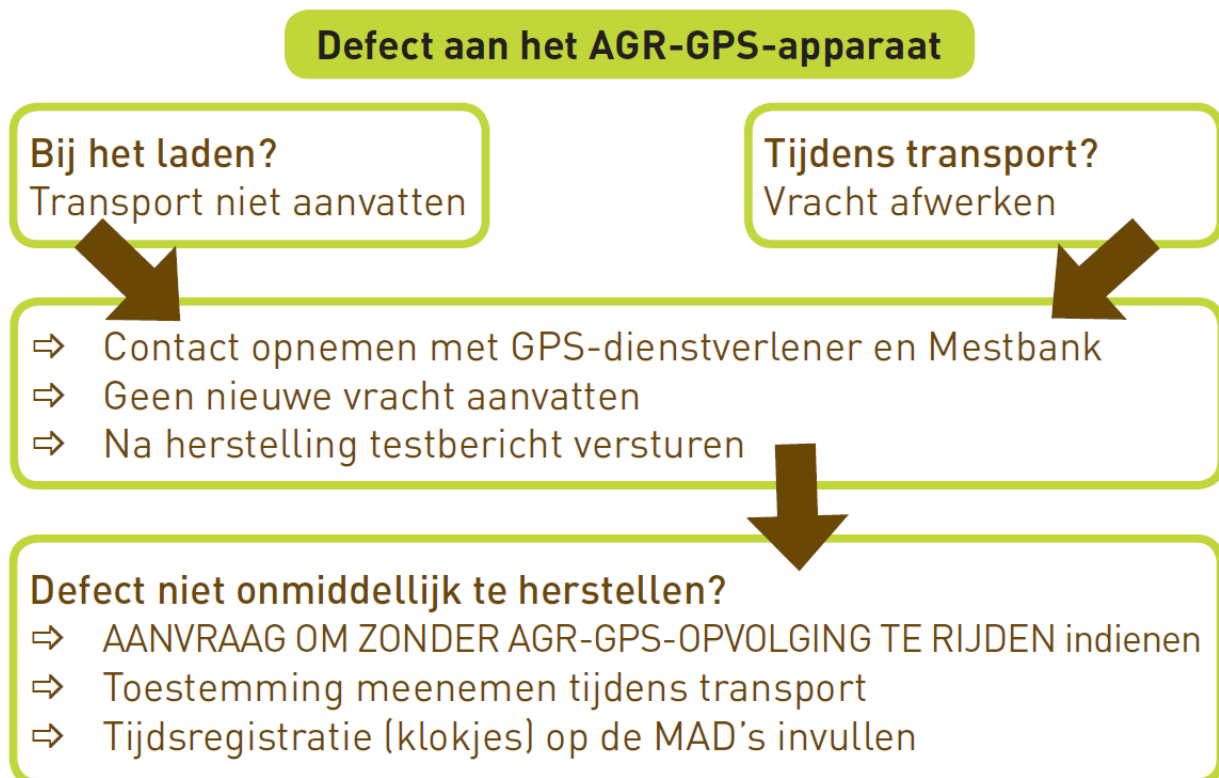 Defect aan het AGR-GPS-apparaat
Bij het laden?
Transport niet aanvatten
Tijdens transport?
Vracht afwerken
⇨ Contact opnemen met GPS-dienstverlener en Mestbank
⇨ Geen nieuwe vracht aanvatten
⇨ Na herstelling testbericht versturen
Defect niet onmiddellijk te herstellen?
⇨ AANVRAAG OM ZONDER AGR-GPS-OPVOLGING TE RIJDEN indienen
⇨ Toestemming meenemen tijdens transport
⇨ Tijdsregistratie (klokjes) op de MAD's invullen